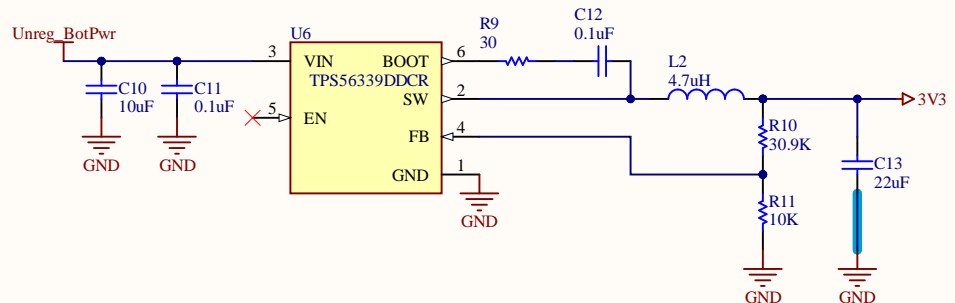 Unreg_BotPwr
C10
10uF
GND
C11
0.1uF
GND
U6
3
VIN
5
EN
TPS56339DDCR
BOOT
6
SW
2
FB
4
GND
1
GND
R9
30
C12
0.1uF
L2
4.7uH
R10
30.9K
R11
10K
GND
C13
22uF
GND
3V3